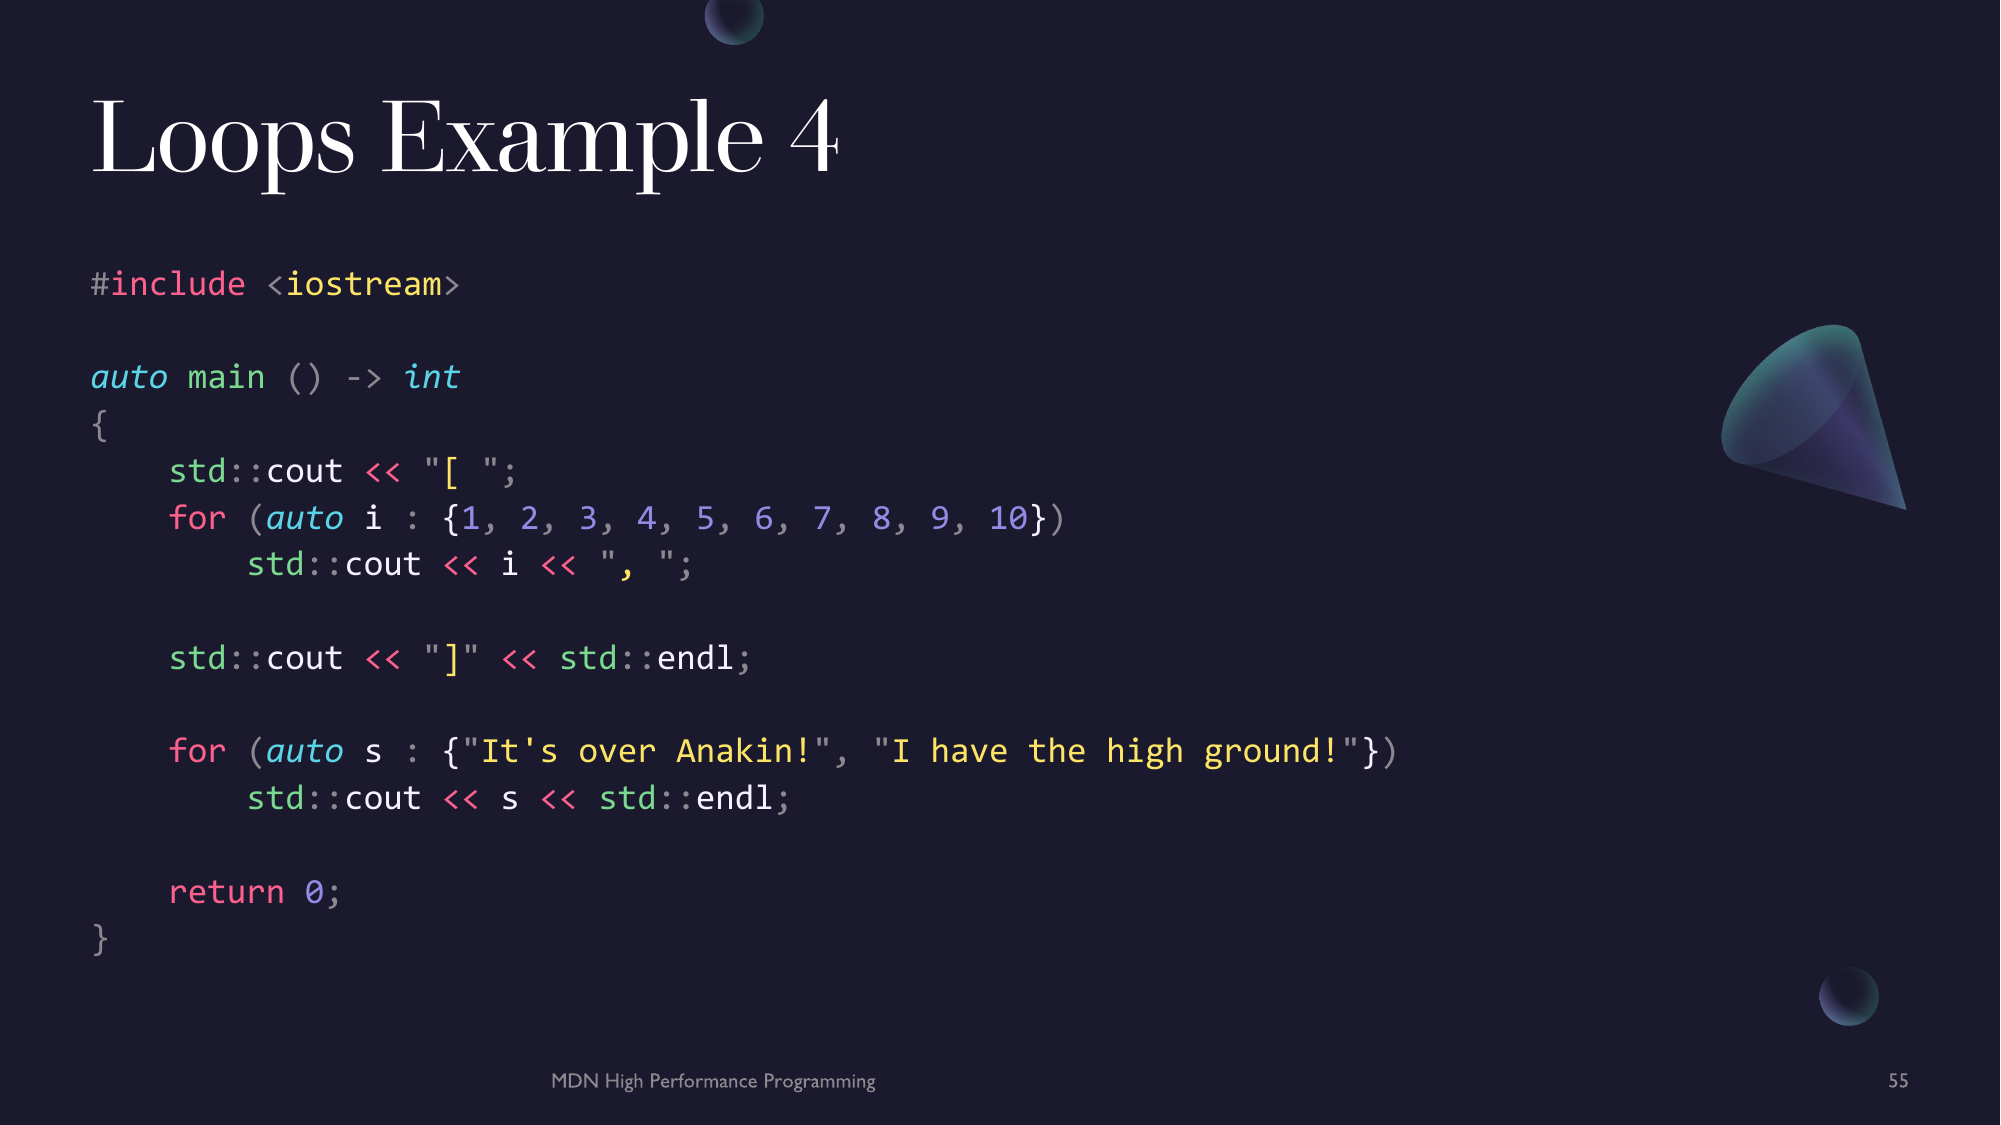 Loops Example 4
#include <iostream>
auto main () -> int
{
    std::cout << "[ ";
    for (auto i : {1, 2, 3, 4, 5, 6, 7, 8, 9, 10})
        std::cout << i << ", ";
    std::cout << "]" << std::endl;
    for (auto s : {"It's over Anakin!", "I have the high ground!"})
        std::cout << s << std::endl;
    return 0;
}
MDN High Performance Programming
55